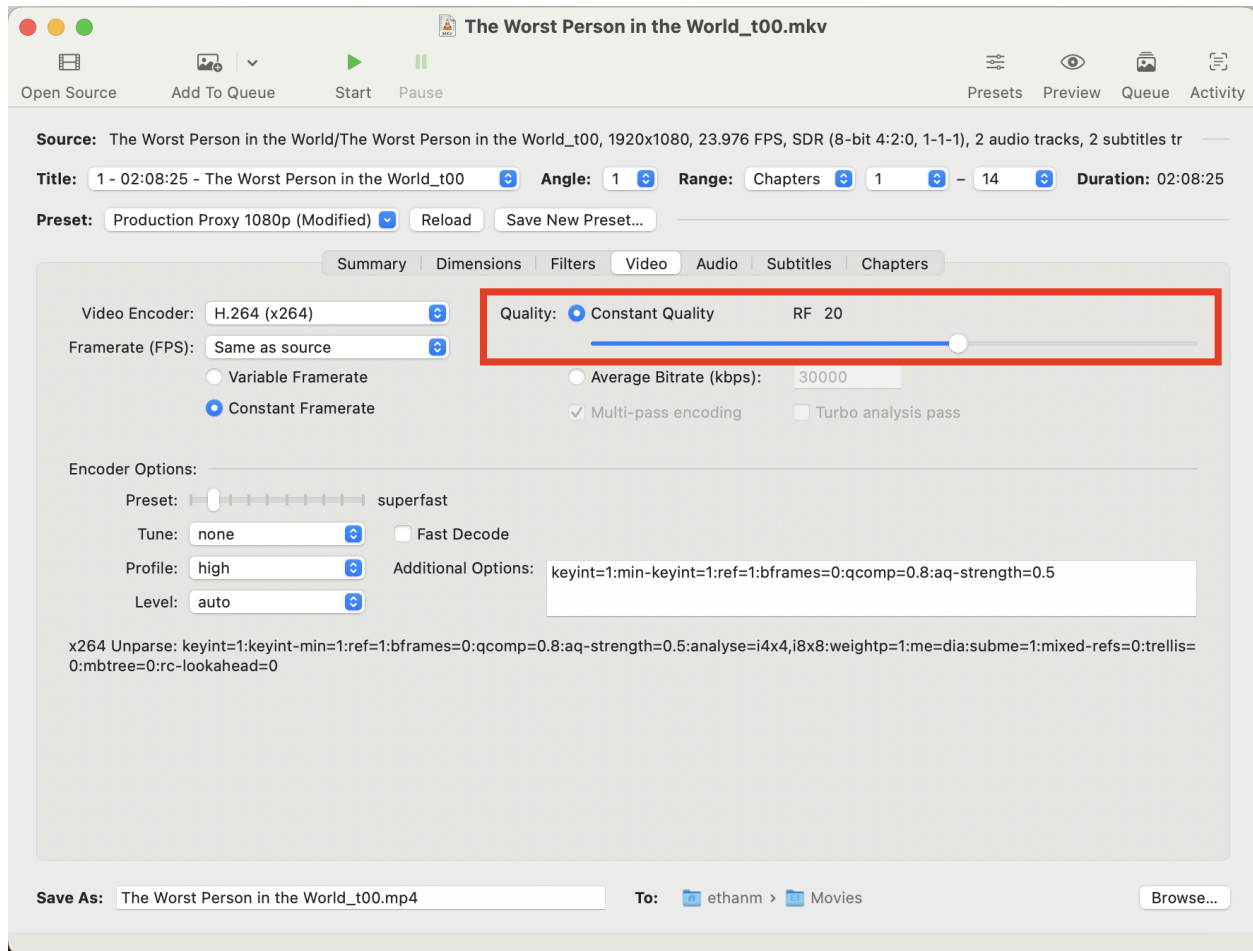 The Worst Person in the World_t00.mkv
Open Source Add To Queue Start Pause Presets Preview Queue Activity
Source: The Worst Person in the World/The Worst Person in the World_t00, 1920x1080, 23.976 FPS, SDR (8-bit 4:2:0, 1-1-1), 2 audio tracks, 2 subtitles tr
Title: 1 - 02:08:25 - The Worst Person in the World_t00 Angle: 1 Range: Chapters 1 – 14 Duration: 02:08:25
Preset: Production Proxy 1080p (Modified) Reload Save New Preset...
Summary Dimensions Filters Video Audio Subtitles Chapters
Video Encoder: H.264 (x264) Quality: Constant Quality RF 20
Framerate (FPS): Same as source
Variable Framerate Average Bitrate (kbps): 30000
Constant Framerate Multi-pass encoding Turbo analysis pass
Encoder Options:
Preset: superfast
Tune: none Fast Decode
Profile: high Additional Options: keyint=1:min-keyint=1:ref=1:bframes=0:qcomp=0.8:aq-strength=0.5
Level: auto
x264 Unparse: keyint=1:keyint-min=1:ref=1:bframes=0:qcomp=0.8:aq-strength=0.5:analyse=i4x4,i8x8:weightp=1:me=dia:subme=1:mixed-refs=0:trellis=
0:mbtree=0:rc-lookahead=0
Save As: The Worst Person in the World_t00.mp4 To: ethanm › Movies Browse...